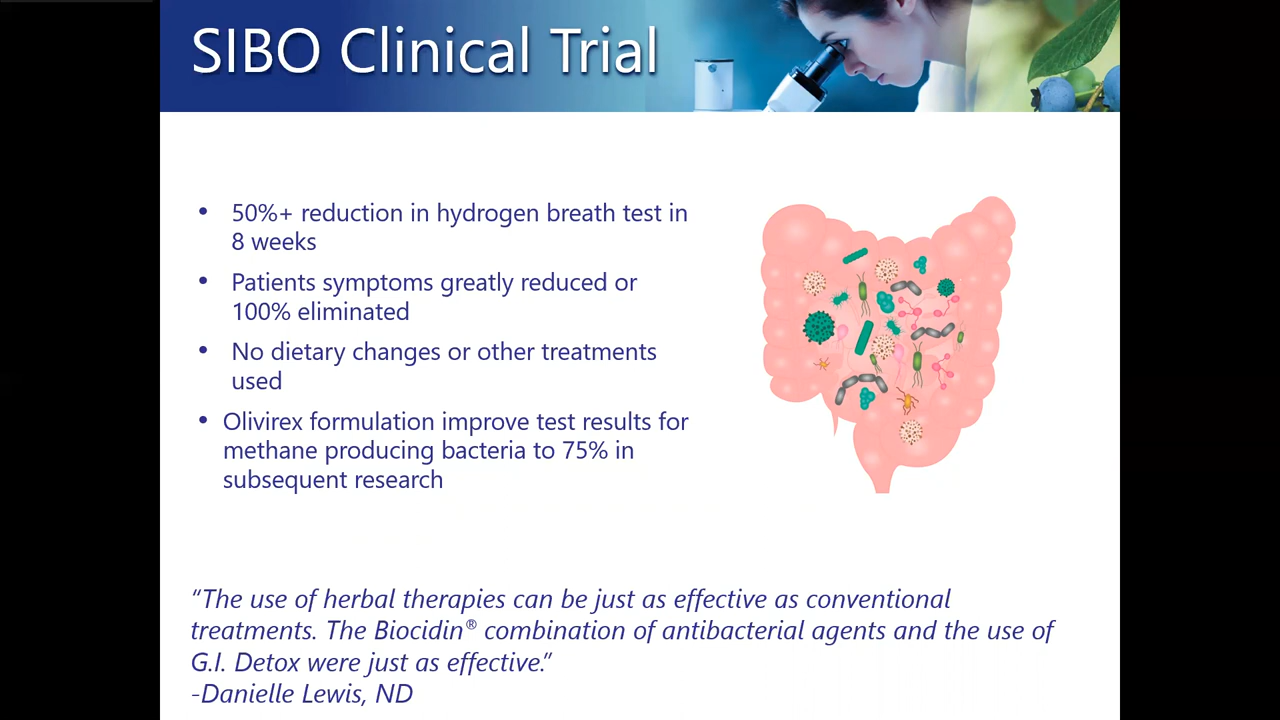 SIBO Clinical Trial
• 50%+ reduction in hydrogen breath test in
8 weeks
• Patients symptoms greatly reduced or
100% eliminated
• No dietary changes or other treatments
used
• Olivirex formulation improve test results for
methane producing bacteria to 75% in
subsequent research
“The use of herbal therapies can be just as effective as conventional
treatments. The Biocidin® combination of antibacterial agents and the use of
G.I. Detox were just as effective.”
-Danielle Lewis, ND